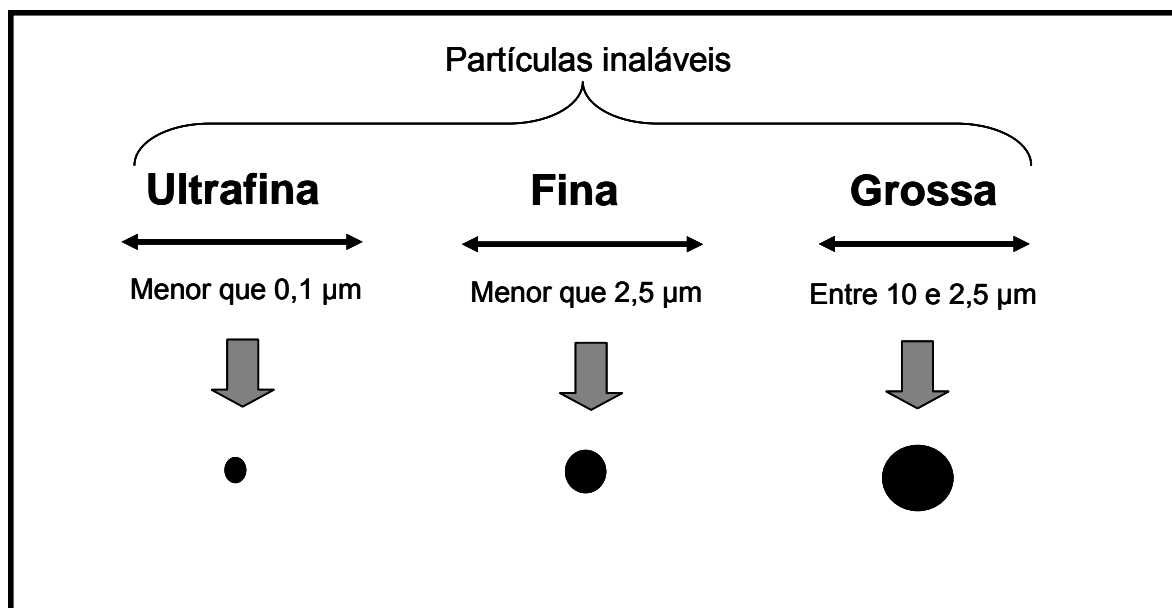 Partículas inaláveis
Ultrafina Fina Grossa
Menor que 0,1 µm Menor que 2,5 µm Entre 10 e 2,5 µm